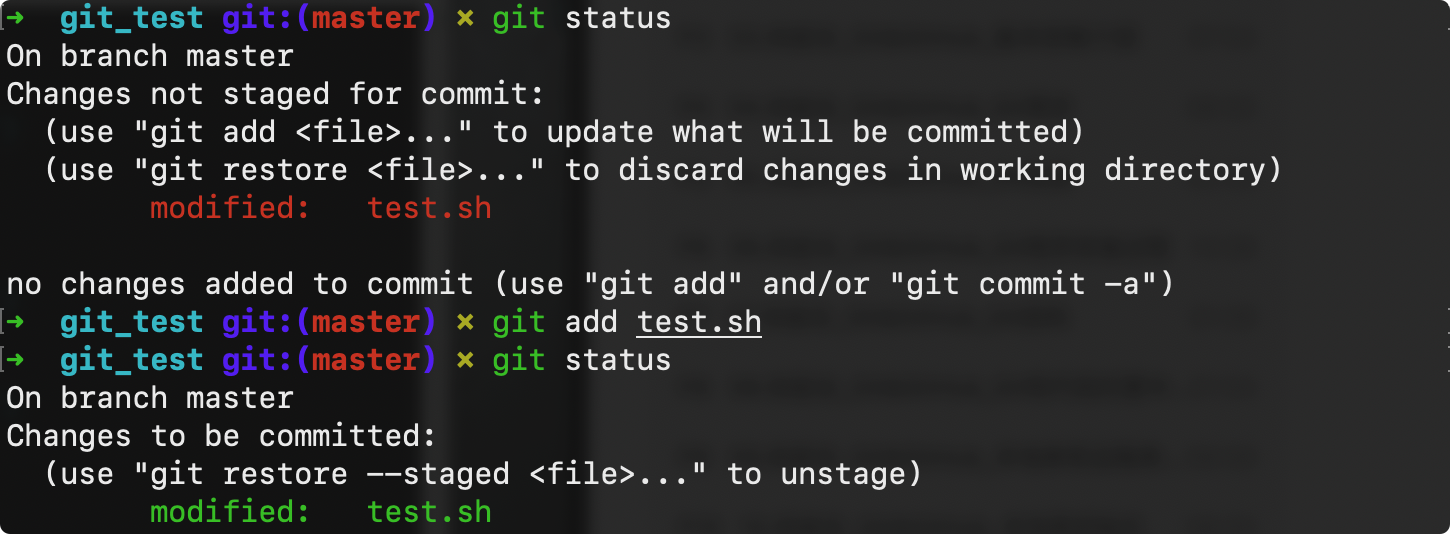 ➜  git_test git:(master) ✗ git status
On branch master
Changes not staged for commit:
  (use "git add <file>..." to update what will be committed)
  (use "git restore <file>..." to discard changes in working directory)
        modified:   test.sh

no changes added to commit (use "git add" and/or "git commit -a")
➜  git_test git:(master) ✗ git add test.sh
➜  git_test git:(master) ✗ git status
On branch master
Changes to be committed:
  (use "git restore --staged <file>..." to unstage)
        modified:   test.sh